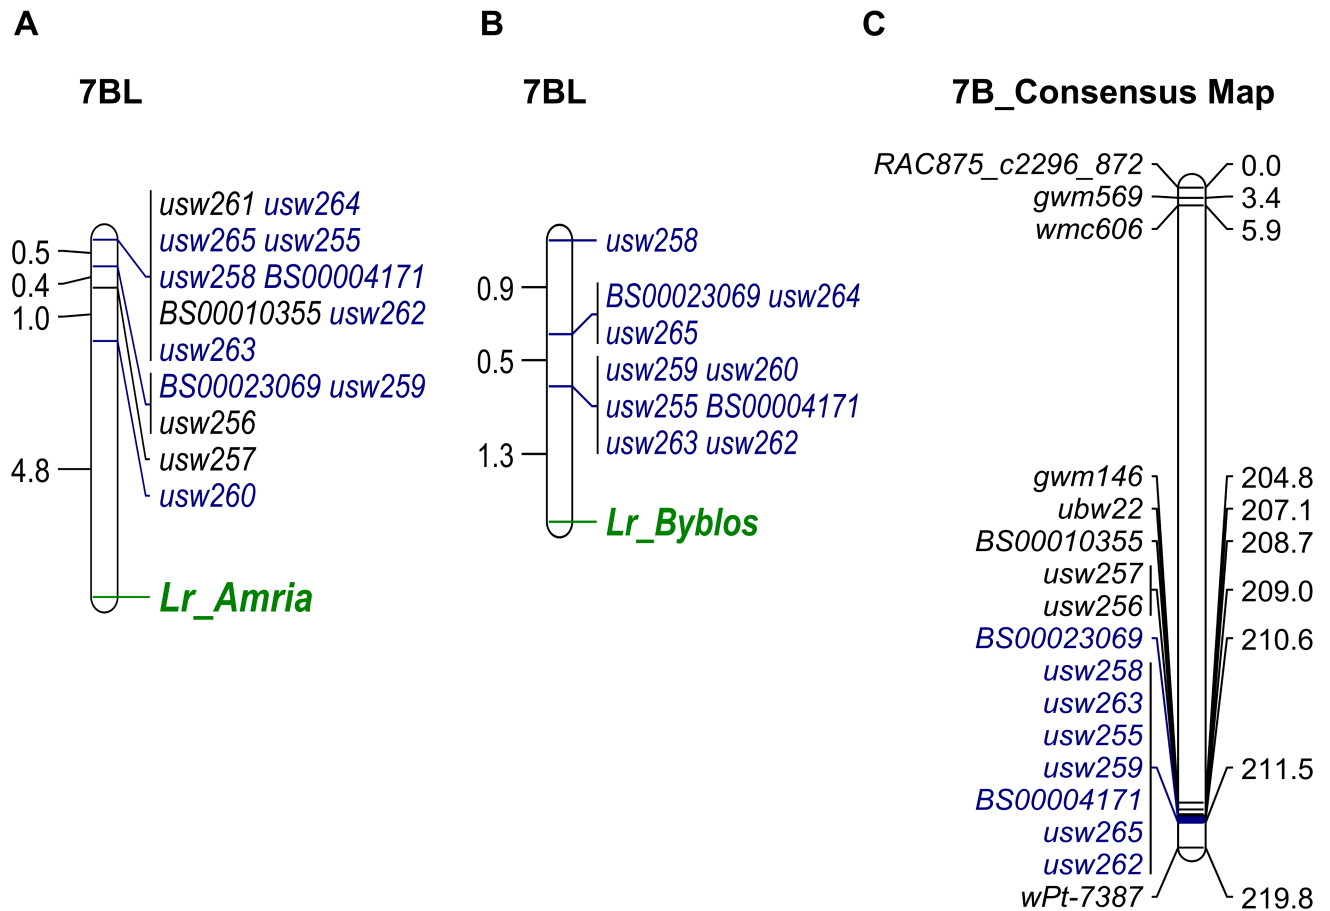 A
7BL
0.5
0.4
1.0
4.8
usw261 usw264
usw265 usw255
usw258 BS00004171
BS00010355 usw262
usw263
BS00023069 usw259
usw256
usw257
usw260
Lr_Amria
B
7BL
0.9
0.5
1.3
usw258
BS00023069 usw264
usw265
usw259 usw260
usw255 BS00004171
usw263 usw262
Lr_Byblos
C
7B_Consensus Map
RAC875_c2296_872 0.0
gwm569 3.4
wmc606 5.9
gwm146 204.8
ubw22 207.1
BS00010355 208.7
usw257
209.0
usw256
BS00023069 210.6
usw258
usw263
usw255
usw259 211.5
BS00004171
usw265
usw262
wPt-7387 219.8